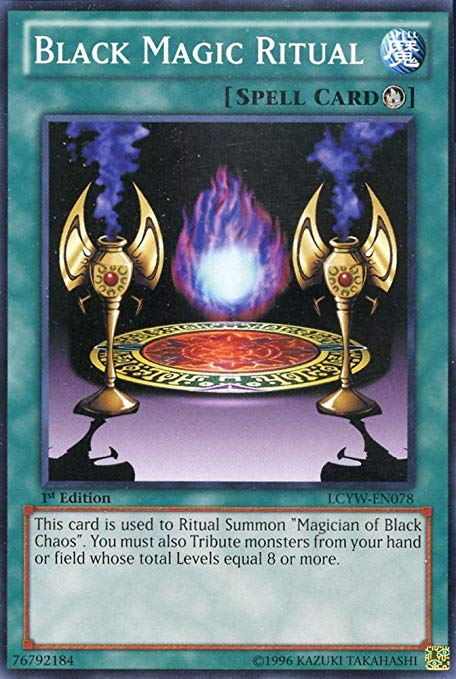 BLACK MAGIC RITUAL
SPELL
魔
[SPELL CARD]
1st Edition
LCYW-EN078
This card is used to Ritual Summon "Magician of Black
Chaos". You must also Tribute monsters from your hand
or field whose total Levels equal 8 or more.
76792184
©1996 KAZUKI TAKAHASHI